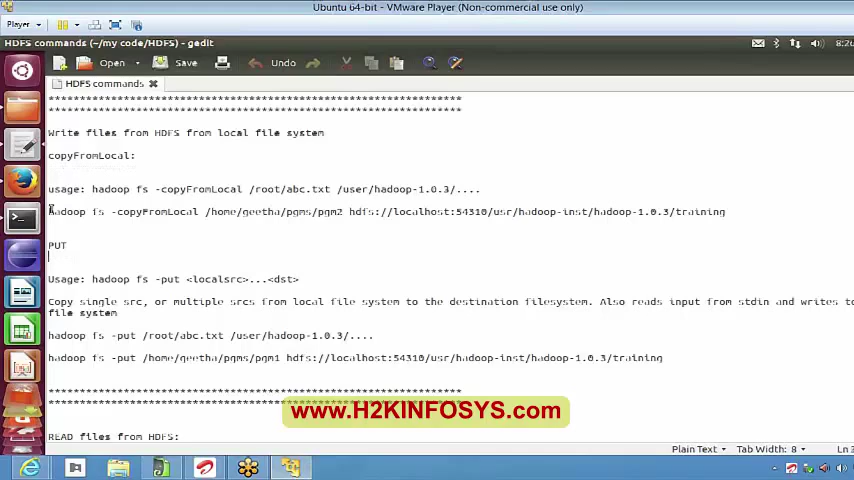 Ubuntu 64-bit - VMware Player (Non-commercial use only)
Player
HDFS commands (~/my code/HDFS) - gedit
Open Save Undo
HDFS commands
****************************************************************
****************************************************************
Write files from HDFS from local file system
copyFromLocal:
usage: hadoop fs -copyFromLocal /root/abc.txt /user/hadoop-1.0.3/....
hadoop fs -copyFromLocal /home/geetha/pgms/pgm2 hdfs://localhost:54310/usr/hadoop-inst/hadoop-1.0.3/training
PUT
Usage: hadoop fs -put <localsrc>...<dst>
Copy single src, or multiple srcs from local file system to the destination filesystem. Also reads input from stdin and writes to
file system
hadoop fs -put /root/abc.txt /user/hadoop-1.0.3/....
hadoop fs -put /home/geetha/pgms/pgm1 hdfs://localhost:54310/usr/hadoop-inst/hadoop-1.0.3/training
****************************************************************
****************************************************************
www.H2KINFOSYS.com
READ files from HDFS:
Plain Text Tab Width: 8